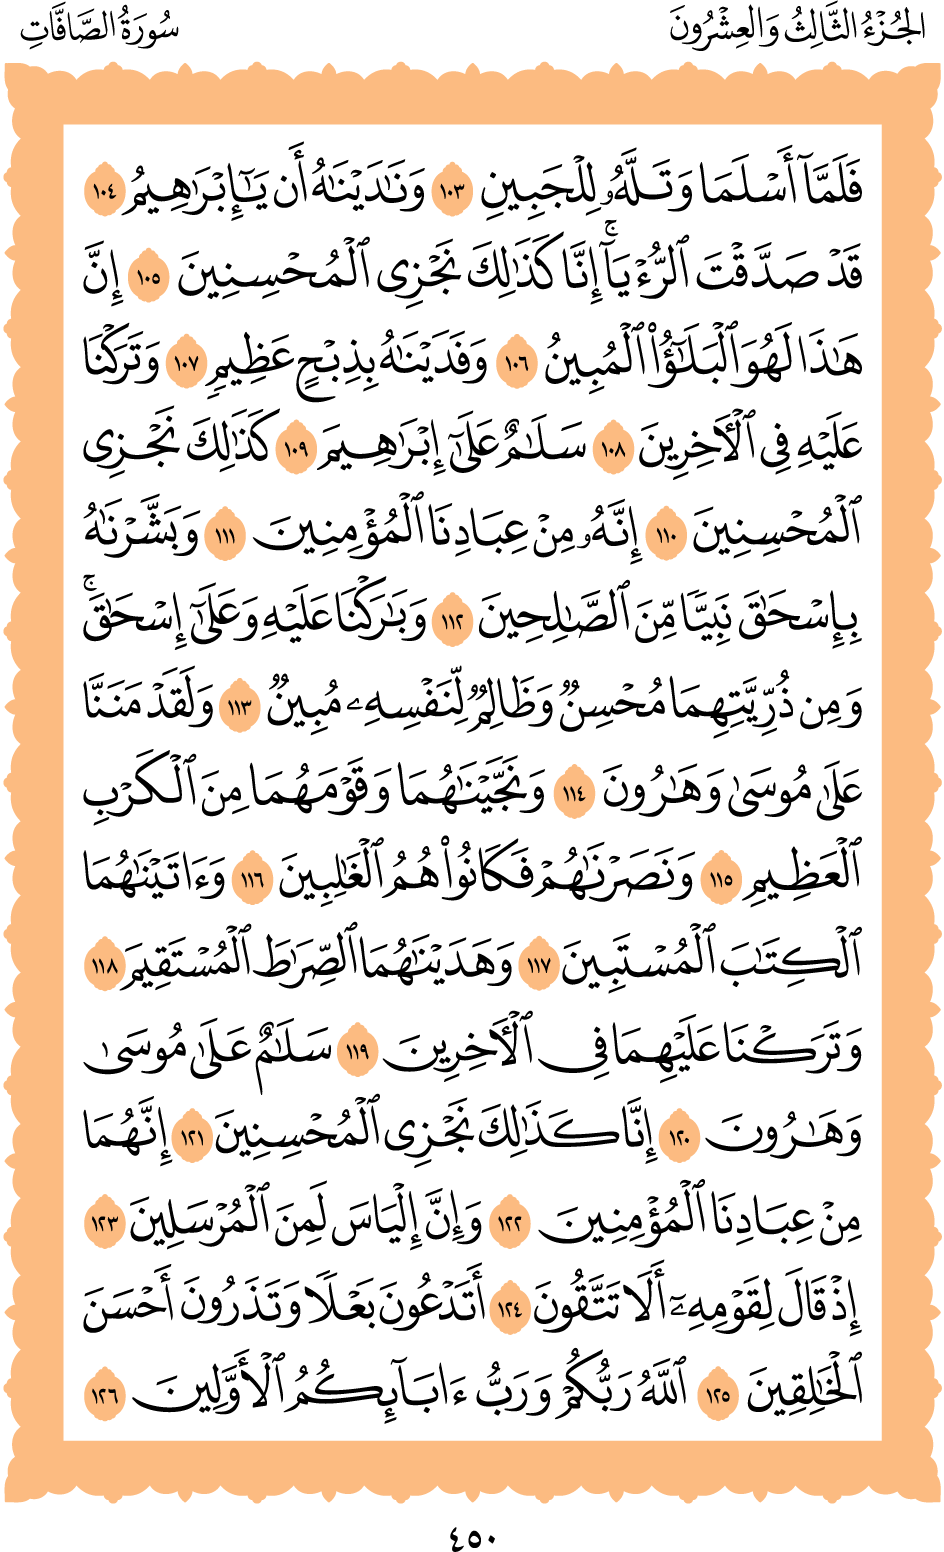 الجُزْءُ الثَّالِثُ وَالعِشْرُونَ
سُورَةُ الصَّافَّاتِ
فَلَمَّآ أَسۡلَمَا وَتَلَّهُۥ لِلۡجَبِينِ ١٠٣ وَنَٰدَيۡنَٰهُ أَن يَٰٓإِبۡرَٰهِيمُ ١٠٤
قَدۡ صَدَّقۡتَ ٱلرُّءۡيَآۚ إِنَّا كَذَٰلِكَ نَجۡزِي ٱلۡمُحۡسِنِينَ ١٠٥ إِنَّ
هَٰذَا لَهُوَ ٱلۡبَلَٰٓؤُاْ ٱلۡمُبِينُ ١٠٦ وَفَدَيۡنَٰهُ بِذِبۡحٍ عَظِيمٖ ١٠٧ وَتَرَكۡنَا
عَلَيۡهِ فِي ٱلۡأٓخِرِينَ ١٠٨ سَلَٰمٌ عَلَىٰٓ إِبۡرَٰهِيمَ ١٠٩ كَذَٰلِكَ نَجۡزِي
ٱلۡمُحۡسِنِينَ ١١٠ إِنَّهُۥ مِنۡ عِبَادِنَا ٱلۡمُؤۡمِنِينَ ١١١ وَبَشَّرۡنَٰهُ
بِإِسۡحَٰقَ نَبِيّٗا مِّنَ ٱلصَّٰلِحِينَ ١١٢ وَبَٰرَكۡنَا عَلَيۡهِ وَعَلَىٰٓ إِسۡحَٰقَۚ
وَمِن ذُرِّيَّتِهِمَا مُحۡسِنٞ وَظَالِمٞ لِّنَفۡسِهِۦ مُبِينٞ ١١٣ وَلَقَدۡ مَنَنَّا
عَلَىٰ مُوسَىٰ وَهَٰرُونَ ١١٤ وَنَجَّيۡنَٰهُمَا وَقَوۡمَهُمَا مِنَ ٱلۡكَرۡبِ
ٱلۡعَظِيمِ ١١٥ وَنَصَرۡنَٰهُمۡ فَكَانُواْ هُمُ ٱلۡغَٰلِبِينَ ١١٦ وَءَاتَيۡنَٰهُمَا
ٱلۡكِتَٰبَ ٱلۡمُسۡتَبِينَ ١١٧ وَهَدَيۡنَٰهُمَا ٱلصِّرَٰطَ ٱلۡمُسۡتَقِيمَ ١١٨
وَتَرَكۡنَا عَلَيۡهِمَا فِي ٱلۡأٓخِرِينَ ١١٩ سَلَٰمٌ عَلَىٰ مُوسَىٰ
وَهَٰرُونَ ١٢٠ إِنَّا كَذَٰلِكَ نَجۡزِي ٱلۡمُحۡسِنِينَ ١٢١ إِنَّهُمَا
مِنۡ عِبَادِنَا ٱلۡمُؤۡمِنِينَ ١٢٢ وَإِنَّ إِلۡيَاسَ لَمِنَ ٱلۡمُرۡسَلِينَ ١٢٣
إِذۡ قَالَ لِقَوۡمِهِۦٓ أَلَا تَتَّقُونَ ١٢٤ أَتَدۡعُونَ بَعۡلٗا وَتَذَرُونَ أَحۡسَنَ
ٱلۡخَٰلِقِينَ ١٢٥ ٱللَّهُ رَبُّكُمۡ وَرَبُّ ءَابَآئِكُمُ ٱلۡأَوَّلِينَ ١٢٦
٤٥٠